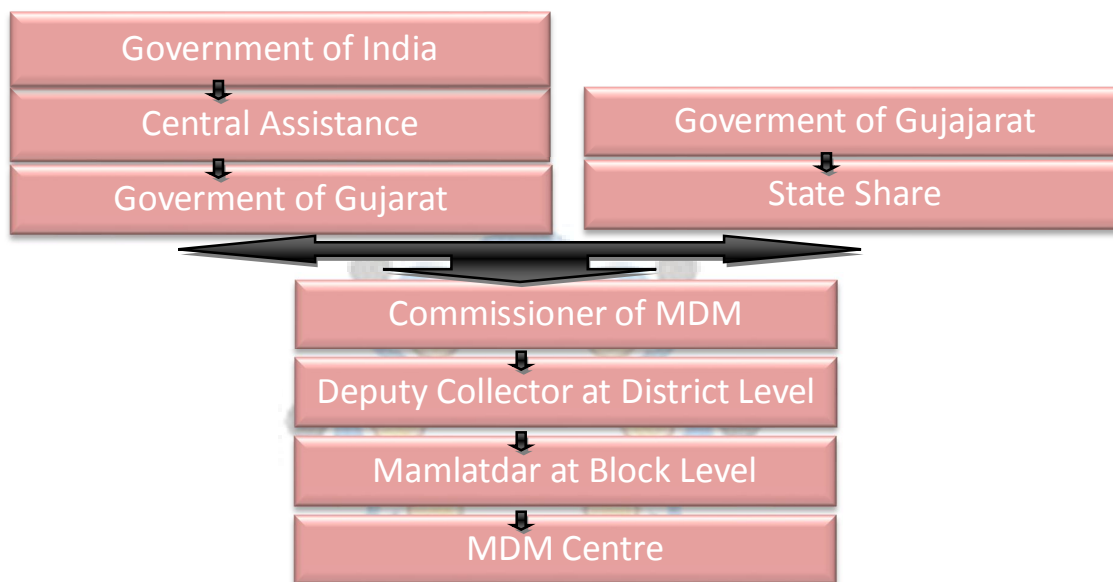 Government of India
Central Assistance
Goverment of Gujarat
Goverment of Gujajarat
State Share
Commissioner of MDM
Deputy Collector at District Level
Mamlatdar at Block Level
MDM Centre